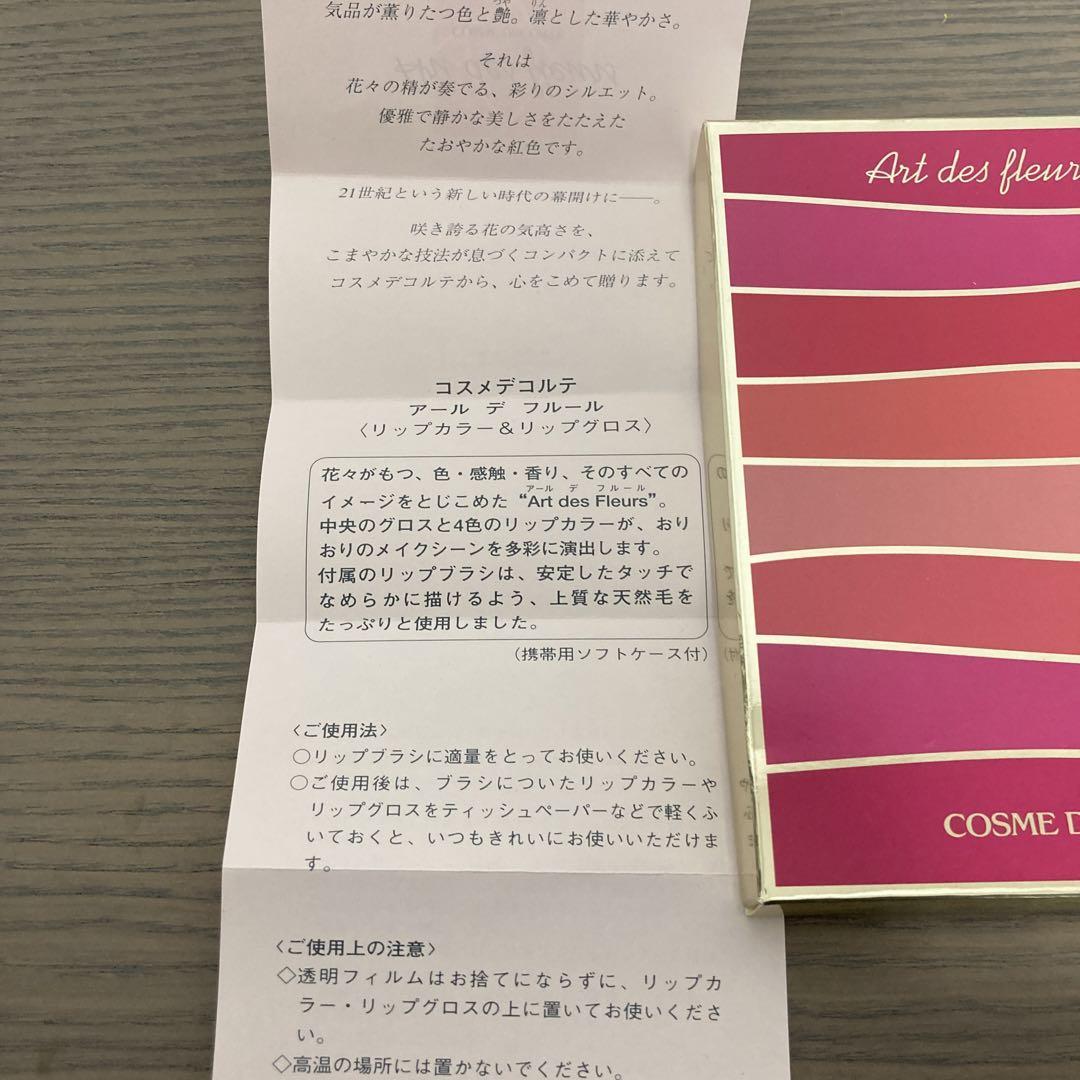 気品が薫りたつ色と艶。凛とした華やかさ。
それは
花々の精が奏でる、彩りのシルエット。
優雅で静かな美しさをたたえた
たおやかな紅色です。
21世紀という新しい時代の幕開けに――。
咲き誇る花の気高さを、
こまやかな技法が息づくコンパクトに添えて
コスメデコルテから、心をこめて贈ります。
コスメデコルテ
アール デ フルール
〈リップカラー＆リップグロス〉
花々がもつ、色・感触・香り、そのすべての
アール デ フルール
イメージをとじこめた “Art des Fleurs”。
中央のグロスと4色のリップカラーが、おり
おりのメイクシーンを多彩に演出します。
付属のリップブラシは、安定したタッチで
なめらかに描けるよう、上質な天然毛を
たっぷりと使用しました。
（携帯用ソフトケース付）
〈ご使用法〉
○リップブラシに適量をとってお使いください。
○ご使用後は、ブラシについたリップカラーや
リップグロスをティッシュペーパーなどで軽くふ
いておくと、いつもきれいにお使いいただけま
す。
〈ご使用上の注意〉
◇透明フィルムはお捨てにならずに、リップカ
ラー・リップグロスの上に置いてお使いくださ
い。
◇高温の場所には置かないでください。
Art des fleur
COSME D